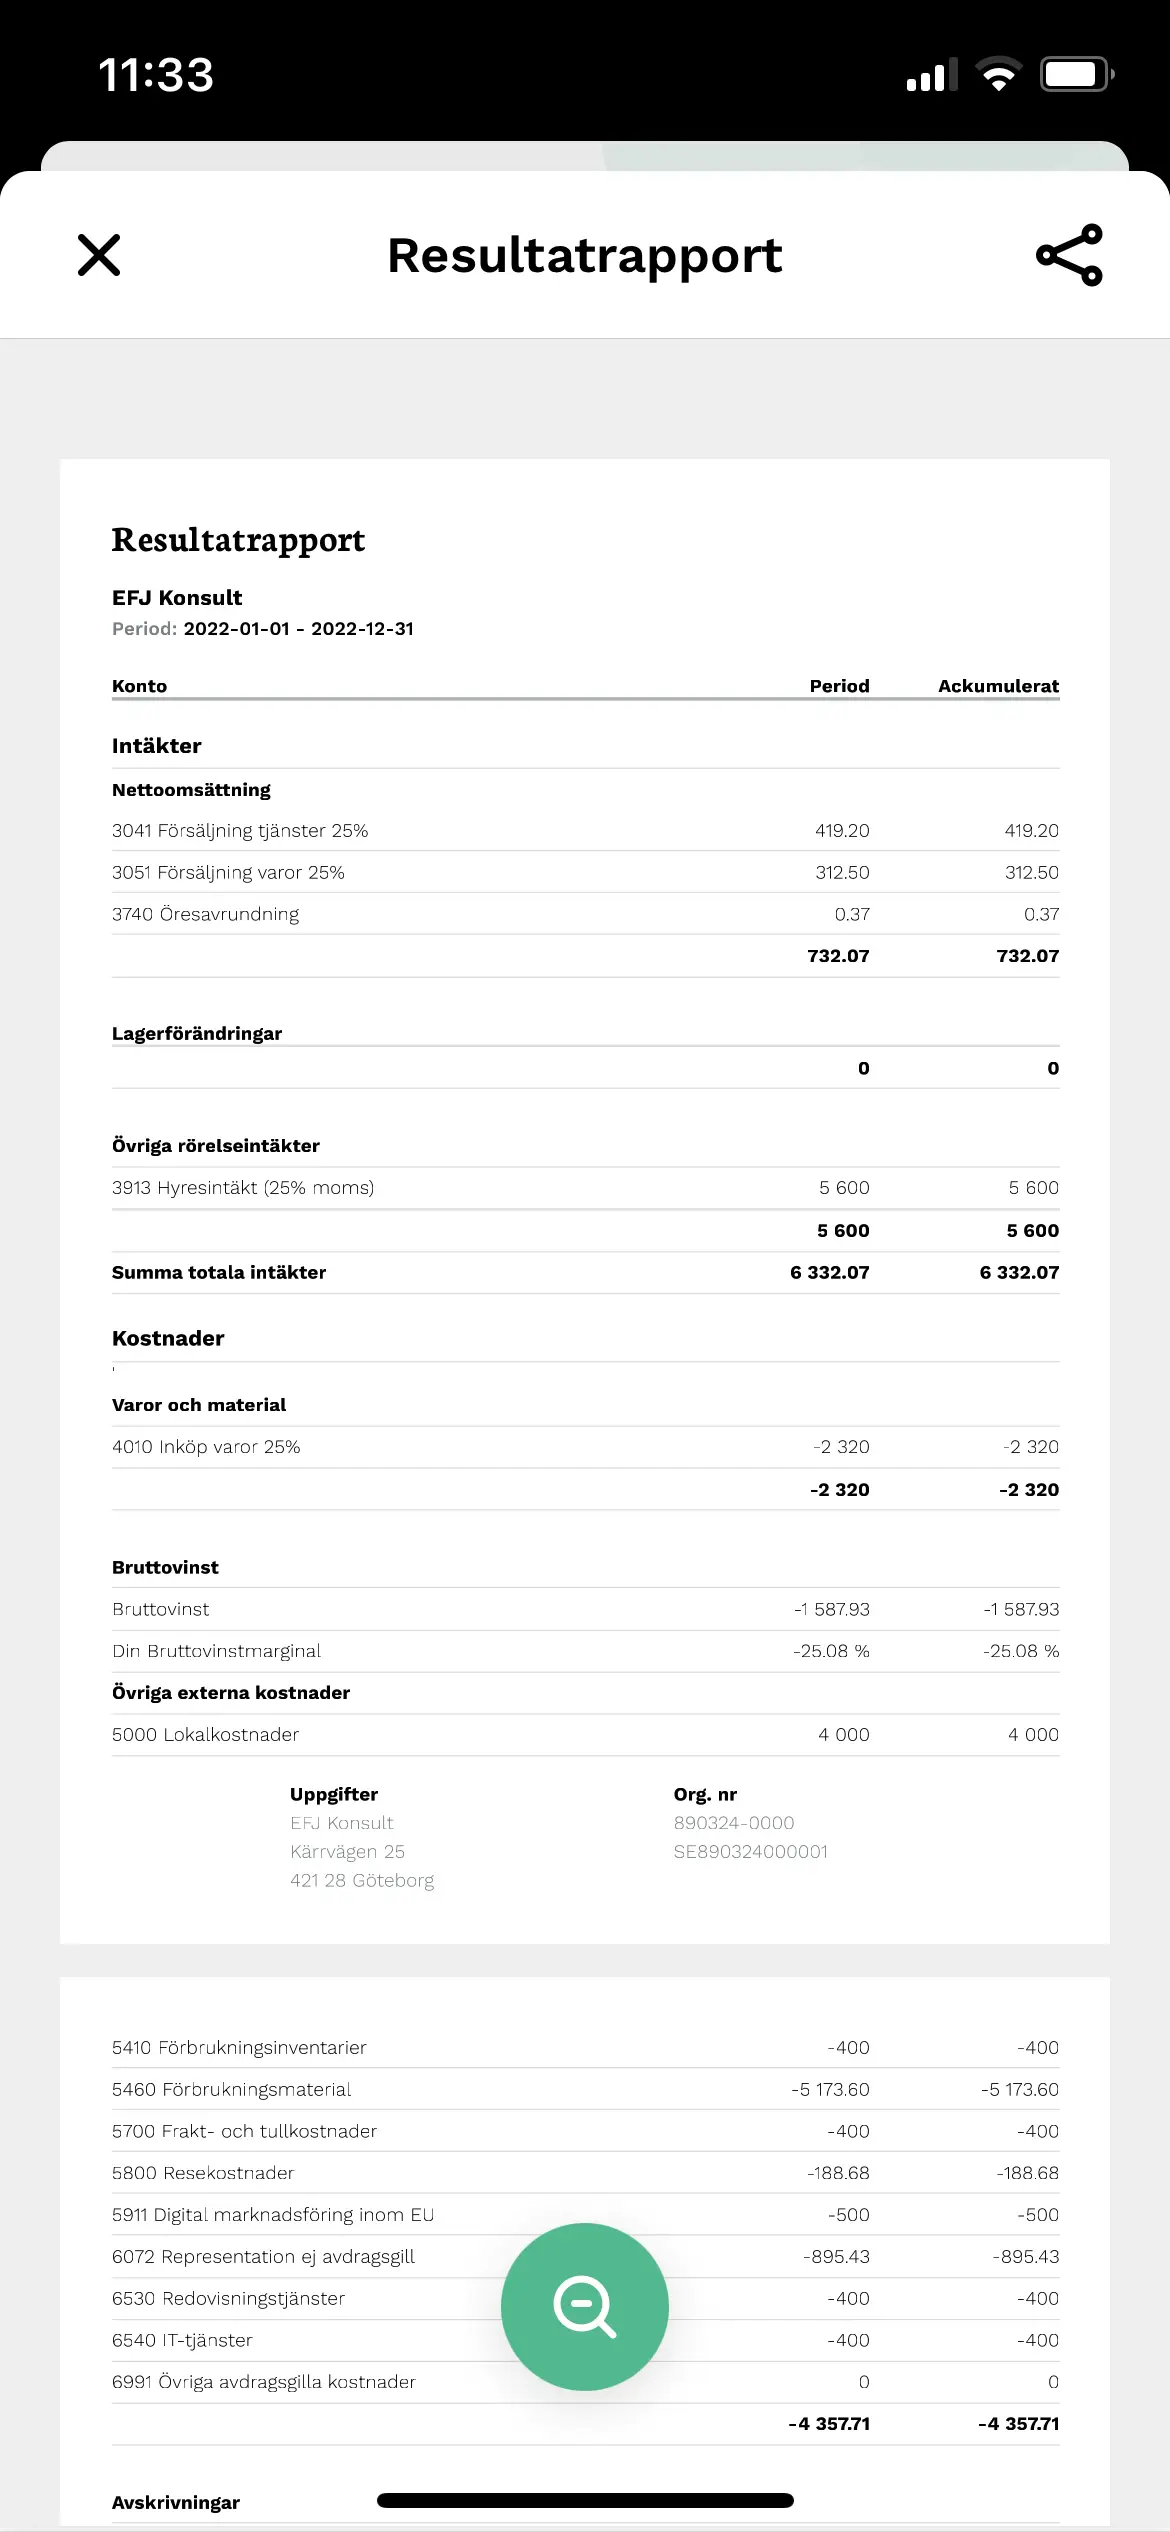 11:33
Resultatrapport
Resultatrapport
EFJ Konsult
Period: 2022-01-01 - 2022-12-31
Konto Period Ackumulerat
Intäkter
Nettoomsättning
3041 Försäljning tjänster 25% 419.20 419.20
3051 Försäljning varor 25% 312.50 312.50
3740 Öresavrundning 0.37 0.37
732.07 732.07
Lagerförändringar
0 0
Övriga rörelseintäkter
3913 Hyresintäkt (25% moms) 5 600 5 600
5 600 5 600
Summa totala intäkter 6 332.07 6 332.07
Kostnader
'
Varor och material
4010 Inköp varor 25% -2 320 -2 320
-2 320 -2 320
Bruttovinst
Bruttovinst -1 587.93 -1 587.93
Din Bruttovinstmarginal -25.08 % -25.08 %
Övriga externa kostnader
5000 Lokalkostnader 4 000 4 000
Uppgifter Org. nr
EFJ Konsult 890324-0000
Kärrvägen 25 SE890324000001
421 28 Göteborg
5410 Förbrukningsinventarier -400 -400
5460 Förbrukningsmaterial -5 173.60 -5 173.60
5700 Frakt- och tullkostnader -400 -400
5800 Resekostnader -188.68 -188.68
5911 Digital marknadsföring inom EU -500 -500
6072 Representation ej avdragsgill -895.43 -895.43
6530 Redovisningstjänster -400 -400
6540 IT-tjänster -400 -400
6991 Övriga avdragsgilla kostnader 0 0
-4 357.71 -4 357.71
Avskrivningar